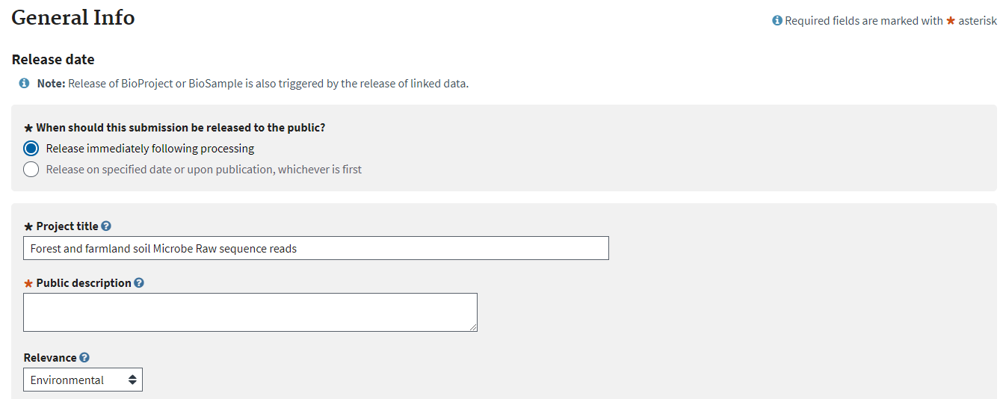 General Info
Required fields are marked with * asterisk
Release date
Note: Release of BioProject or BioSample is also triggered by the release of linked data.
* When should this submission be released to the public?
Release immediately following processing
Release on specified date or upon publication, whichever is first
* Project title
Forest and farmland soil Microbe Raw sequence reads
* Public description
Relevance
Environmental